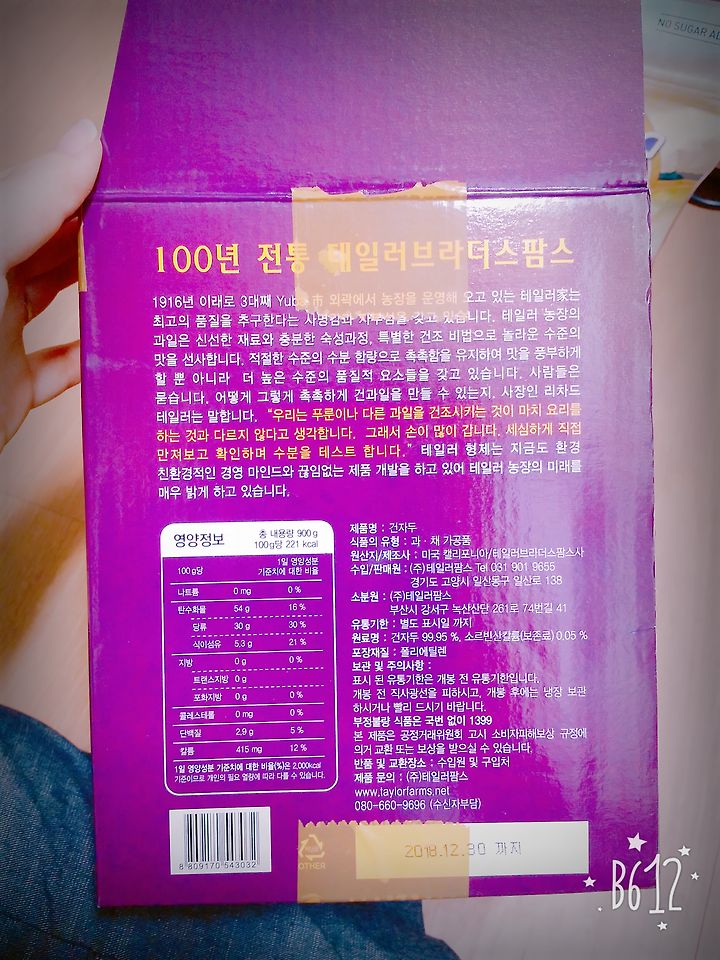 NO SUGAR AD
100년 전통 테일러브라더스팜스
1916년 이래로 3대째 Yuba市 외곽에서 농장을 운영해 오고 있는 테일러家는
최고의 품질을 추구한다는 사명감과 자부심을 갖고 있습니다. 테일러 농장의
과일은 신선한 재료와 충분한 숙성과정, 특별한 건조 비법으로 놀라운 수준의
맛을 선사합니다. 적절한 수준의 수분 함량으로 촉촉함을 유지하여 맛을 풍부하게
할 뿐 아니라 더 높은 수준의 품질적 요소들을 갖고 있습니다. 사람들은
묻습니다. 어떻게 그렇게 촉촉하게 건과일을 만들 수 있는지. 사장인 리차드
테일러는 말합니다. "우리는 푸룬이나 다른 과일을 건조시키는 것이 마치 요리를
하는 것과 다르지 않다고 생각합니다. 그래서 손이 많이 갑니다. 세심하게 직접
만져보고 확인하며 수분을 테스트 합니다." 테일러 형제는 지금도 환경
친환경적인 경영 마인드와 끊임없는 제품 개발을 하고 있어 테일러 농장의 미래를
매우 밝게 하고 있습니다.
영양정보
총 내용량 900g
100g당 221 kcal
100g당
1일 영양성분
기준치에 대한 비율
나트륨 0 mg 0 %
탄수화물 54 g 16 %
당류 30 g 30 %
식이섬유 5.3 g 21 %
지방 0 g 0 %
트랜스지방 0 g
포화지방 0 g 0 %
콜레스테롤 0 mg 0 %
단백질 2.9 g 5 %
칼륨 415 mg 12 %
1일 영양성분 기준치에 대한 비율(%)은 2,000kcal
기준이므로 개인의 필요 열량에 따라 다를 수 있습니다.
제품명 : 건자두
식품의 유형 : 과 · 채 가공품
원산지/제조사 : 미국 캘리포니아/테일러브라더스팜스사
수입/판매원 : (주)테일러팜스 Tel 031 901 9655
경기도 고양시 일산동구 일산로 138
소분원 : (주)테일러팜스
부산시 강서구 녹산산단 261로 74번길 41
유통기한 : 별도 표시일 까지
원료명 : 건자두 99.95 %, 소르빈산칼륨(보존료) 0.05 %
포장재질 : 폴리에틸렌
보관 및 주의사항 :
표시 된 유통기한은 개봉 전 유통기한입니다.
개봉 전 직사광선을 피하시고, 개봉 후에는 냉장 보관
하시거나 빨리 드시기 바랍니다.
부정불량 식품은 국번 없이 1399
본 제품은 공정거래위원회 고시 소비자피해보상 규정에
의거 교환 또는 보상을 받으실 수 있습니다.
반품 및 교환장소 : 수입원 및 구입처
제품 문의 : (주)테일러팜스
www.taylorfarms.net
080-660-9696 (수신자부담)
8 809170 543032
OTHER
2018.12.30 까지
B612